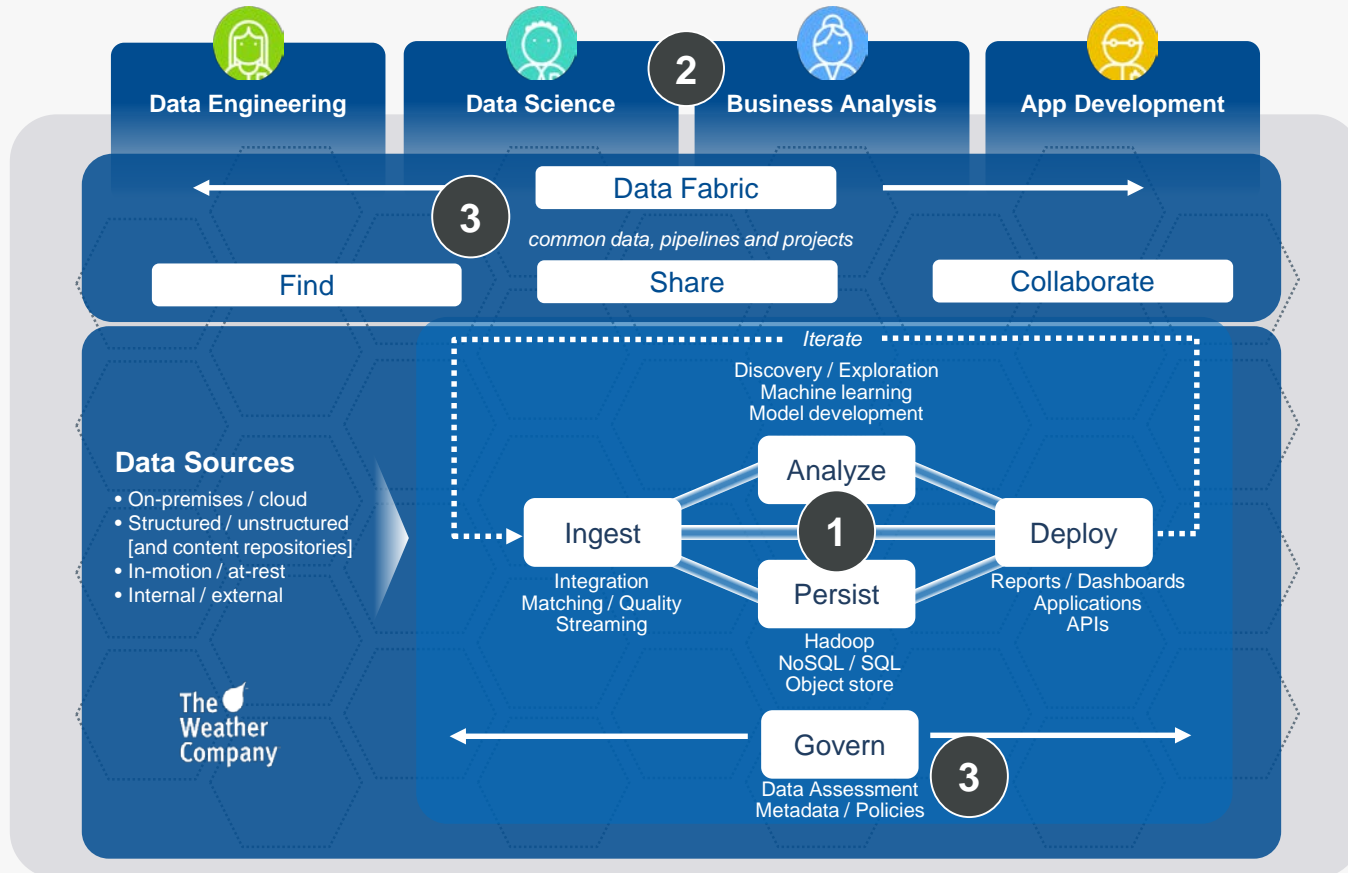 2
Data Engineering
Data Science
Business Analysis
App Development
Data Fabric
3
common data, pipelines and projects
Find
Share
Collaborate
Iterate
Discovery / Exploration
Machine learning
Model development
Data Sources
• On-premises / cloud
• Structured / unstructured
[and content repositories]
• In-motion / at-rest
• Internal / external
Analyze
Ingest
1
Deploy
Integration
Matching / Quality
Streaming
Persist
Reports / Dashboards
Applications
APIs
Hadoop
NoSQL / SQL
Object store
The
Weather
Company
Govern
3
Data Assessment
Metadata / Policies